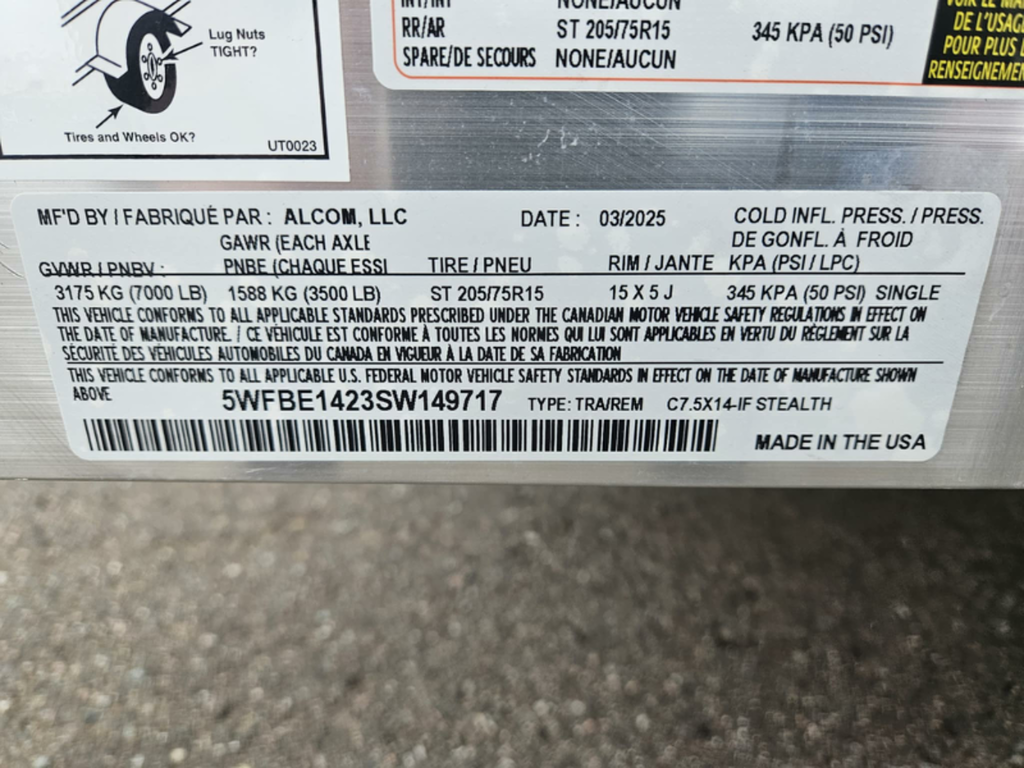 Lug Nuts
TIGHT?
Tires and Wheels OK?
UT0023
INT/INT NONE/AUCUN
RR/AR ST 205/75R15 345 KPA (50 PSI)
SPARE/DE SECOURS NONE/AUCUN
VOIR LE
DE L'USAGE
POUR PLUS
RENSEIGNEMEN
MF'D BY / FABRIQUÉ PAR : ALCOM, LLC DATE : 03/2025 COLD INFL. PRESS. / PRESS.
GAWR (EACH AXLE DE GONFL. À FROID
GVWR / PNBV : PNBE (CHAQUE ESSI TIRE / PNEU RIM / JANTE KPA (PSI / LPC)
3175 KG (7000 LB) 1588 KG (3500 LB) ST 205/75R15 15 X 5 J 345 KPA (50 PSI) SINGLE
THIS VEHICLE CONFORMS TO ALL APPLICABLE STANDARDS PRESCRIBED UNDER THE CANADIAN MOTOR VEHICLE SAFETY REGULATIONS IN EFFECT ON
THE DATE OF MANUFACTURE. / CE VÉHICULE EST CONFORME À TOUTES LES NORMES QUI LUI SONT APPLICABLES EN VERTU DU RÉGLEMENT SUR LA
SÉCURITÉ DES VÉHICULES AUTOMOBILES DU CANADA EN VIGUEUR À LA DATE DE SA FABRICATION
THIS VEHICLE CONFORMS TO ALL APPLICABLE U.S. FEDERAL MOTOR VEHICLE SAFETY STANDARDS IN EFFECT ON THE DATE OF MANUFACTURE SHOWN
ABOVE. 5WFBE1423SW149717 TYPE: TRA/REM C7.5X14-IF STEALTH
MADE IN THE USA